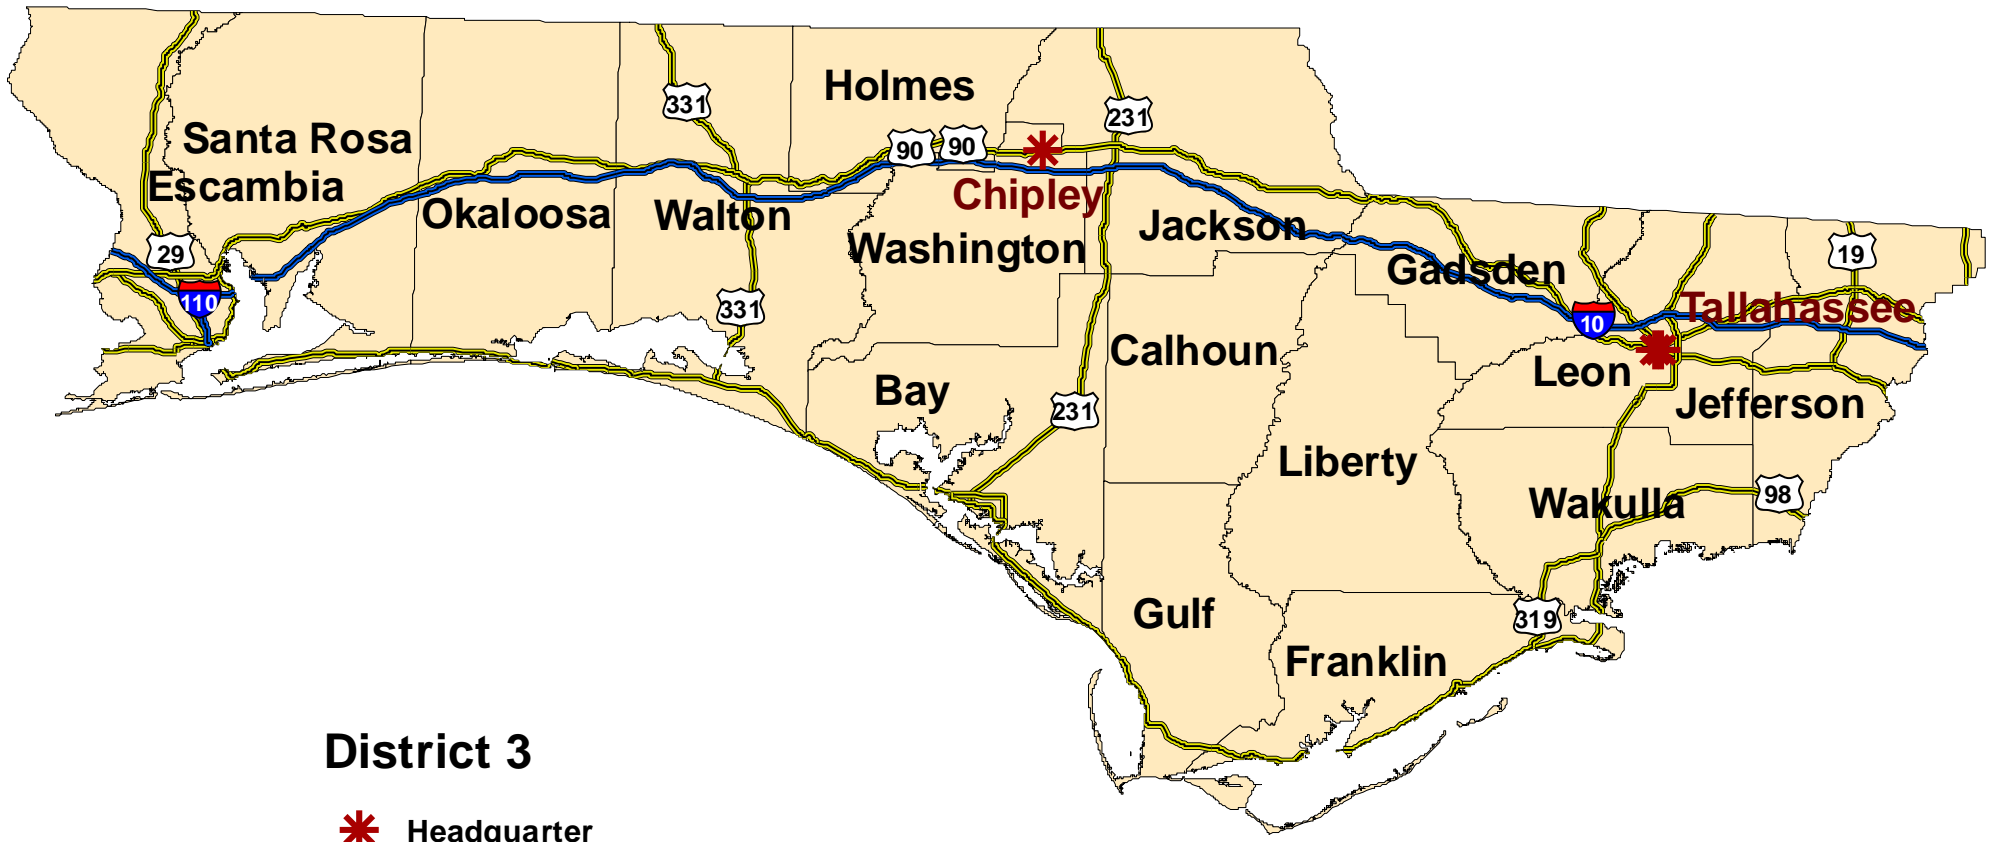 Holmes
331
231
Santa Rosa
90
90
Escambia
Chipley
Okaloosa
Walton
Jackson
Washington
29
19
Gadsden
110
331
Tallahassee
10
Calhoun
Leon
Bay
231
Jefferson
Liberty
98
Wakulla
Gulf
319
Franklin
District 3
Headquarter